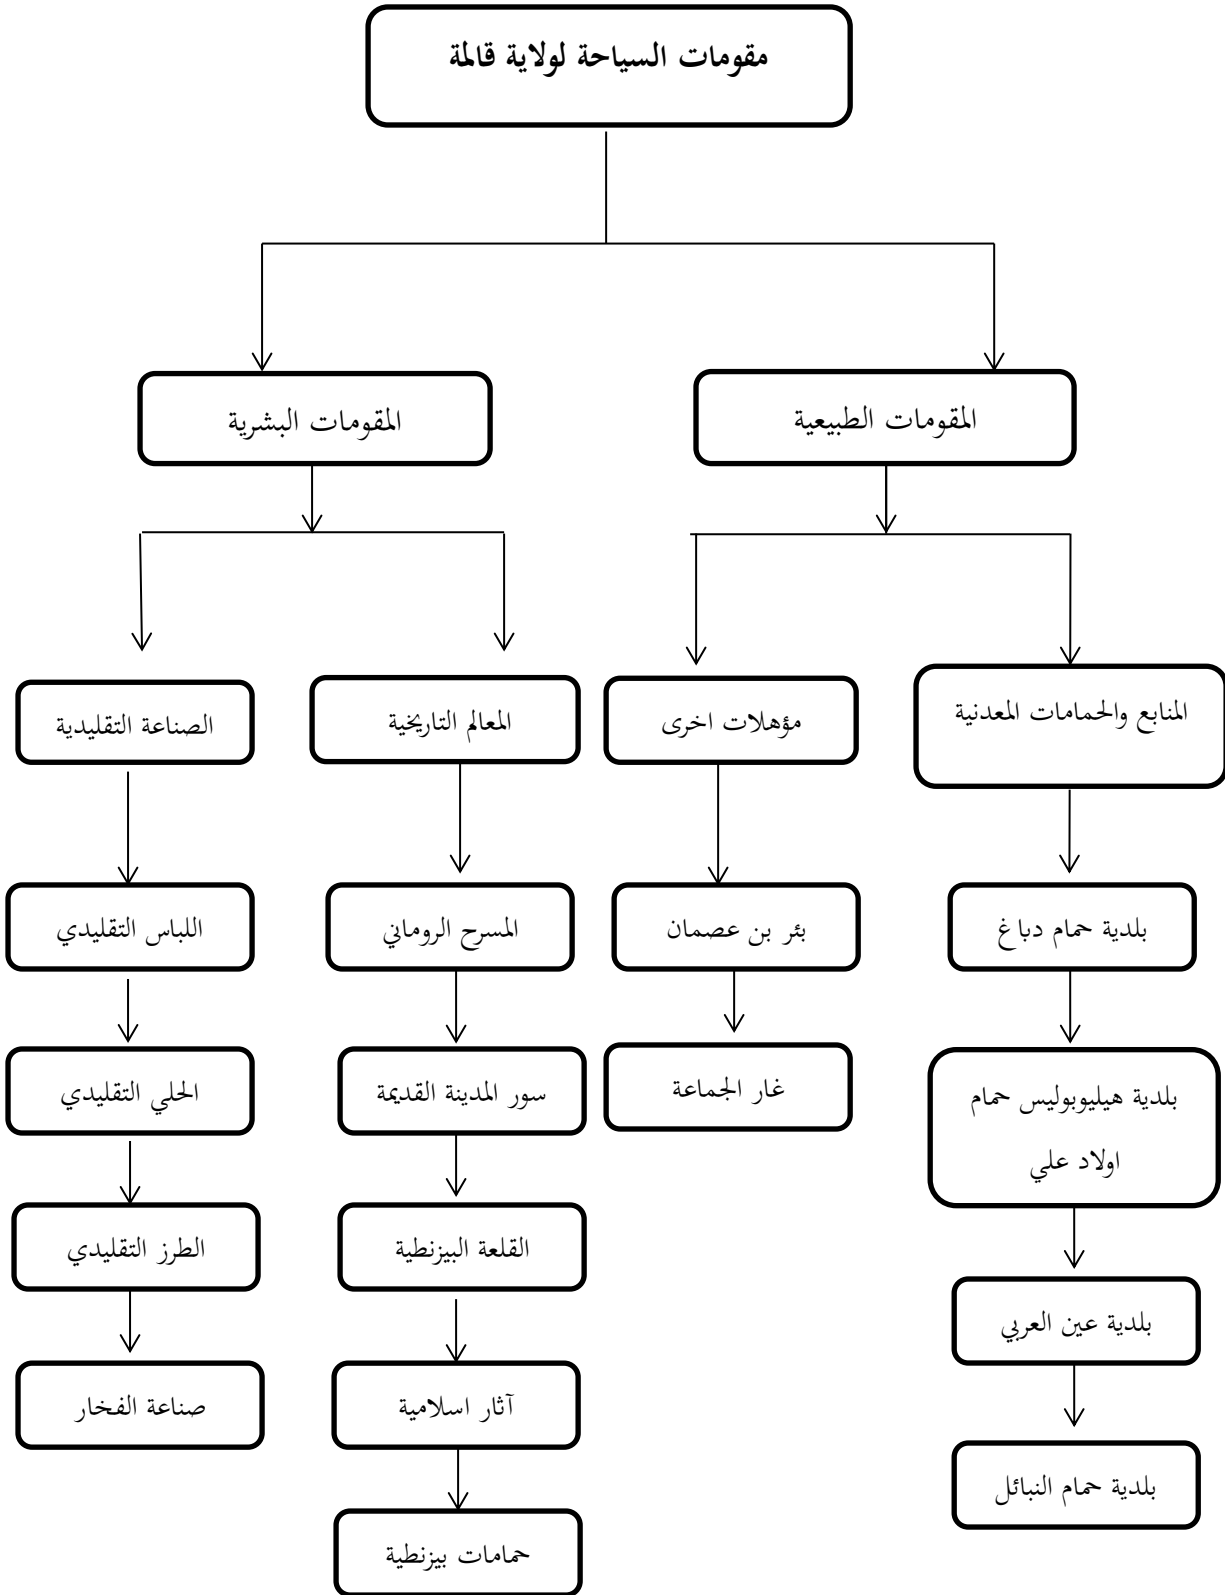 مقومات السياحة لولاية قالمة
المقومات الطبيعية
المقومات البشرية
المنابع والحمامات المعدنية
مؤهلات اخرى
المعالم التاريخية
الصناعة التقليدية
بلدية حمام دباغ
بئر بن عصمان
المسرح الروماني
اللباس التقليدي
بلدية هيليوبوليس حمام
اولاد علي
غار الجماعة
سور المدينة القديمة
الحلي التقليدي
بلدية عين العربي
القلعة البيزنطية
الطرز التقليدي
بلدية حمام النبائل
آثار اسلامية
صناعة الفخار
حمامات بيزنطية